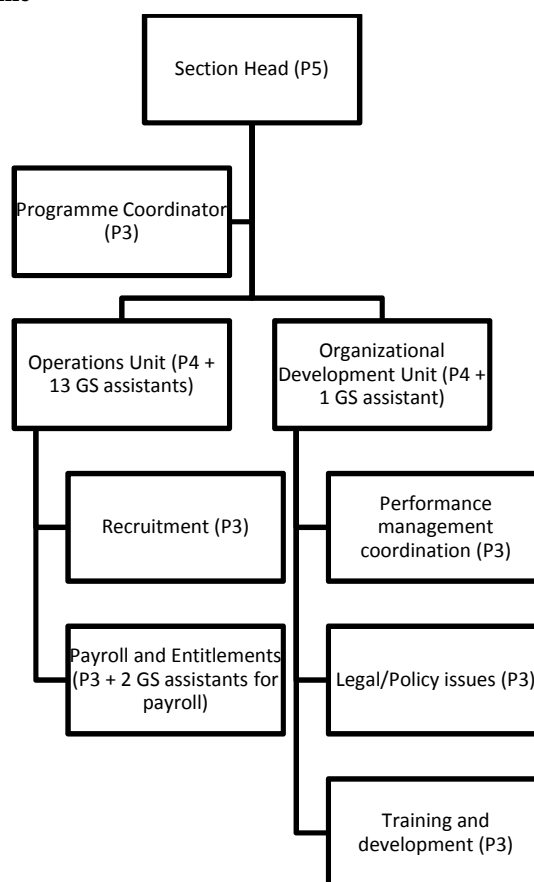 Section Head (P5)
Programme Coordinator
(P3)
Operations Unit (P4 +
13 GS assistants)
Organizational
Development Unit (P4 +
1 GS assistant)
Recruitment (P3)
Performance
management
coordination (P3)
Payroll and Entitlements
(P3 + 2 GS assistants for
payroll)
Legal/Policy issues (P3)
Training and
development (P3)